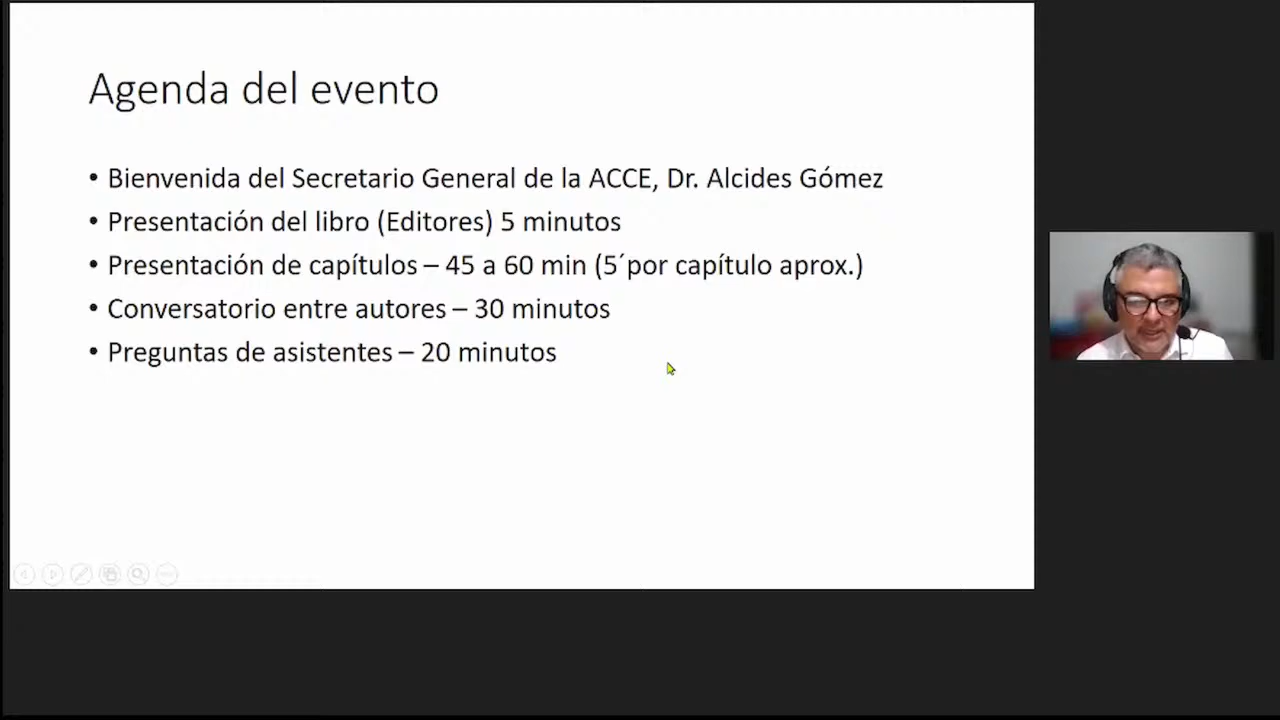 Agenda del evento
• Bienvenida del Secretario General de la ACCE, Dr. Alcides Gómez
• Presentación del libro (Editores) 5 minutos
• Presentación de capítulos – 45 a 60 min (5´por capítulo aprox.)
• Conversatorio entre autores – 30 minutos
• Preguntas de asistentes – 20 minutos